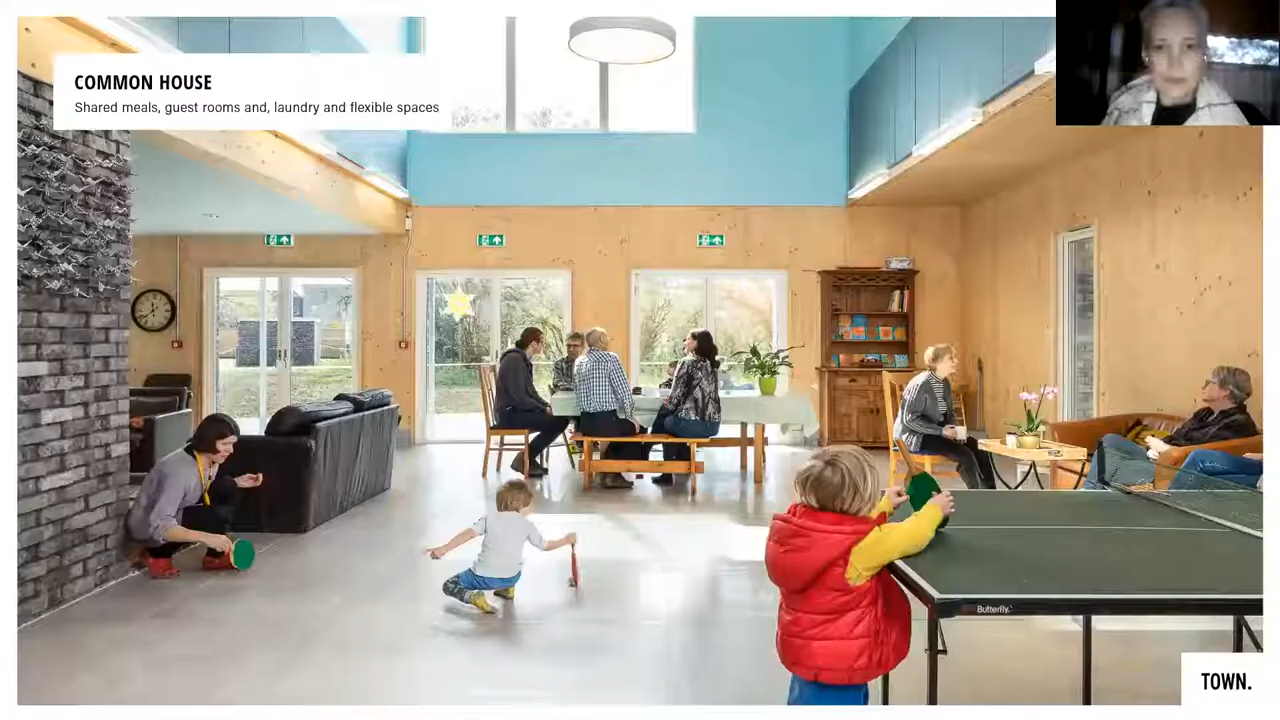 COMMON HOUSE
Shared meals, guest rooms and, laundry and flexible spaces
Butterfly
TOWN.